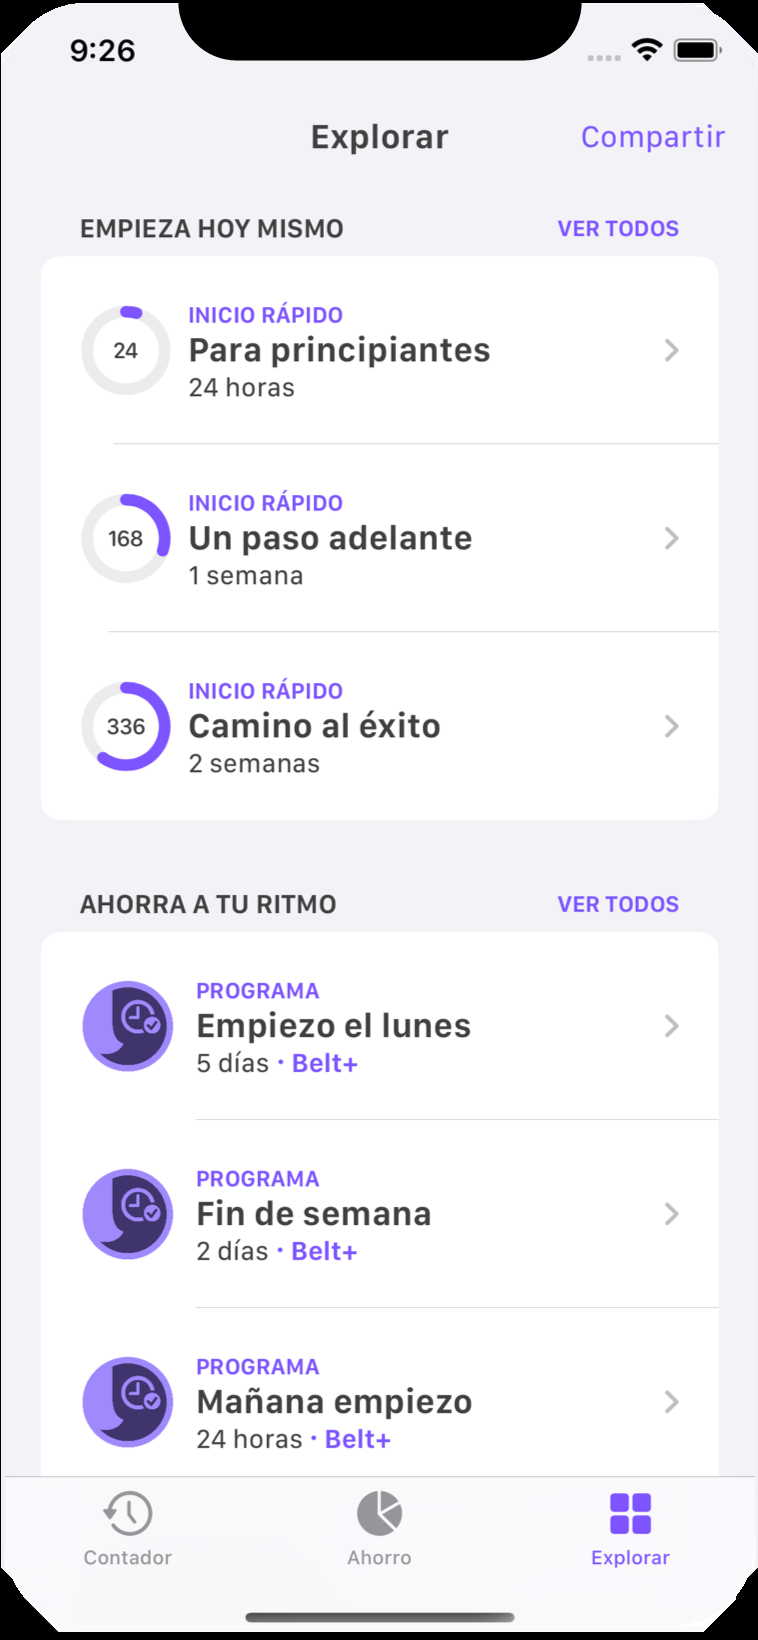 9:26
Explorar
Compartir
EMPIEZA HOY MISMO
VER TODOS
24
INICIO RÁPIDO
Para principiantes
24 horas
168
INICIO RÁPIDO
Un paso adelante
1 semana
336
INICIO RÁPIDO
Camino al éxito
2 semanas
AHORRA A TU RITMO
VER TODOS
PROGRAMA
Empiezo el lunes
5 días · Belt+
PROGRAMA
Fin de semana
2 días · Belt+
PROGRAMA
Mañana empiezo
24 horas · Belt+
Contador
Ahorro
Explorar